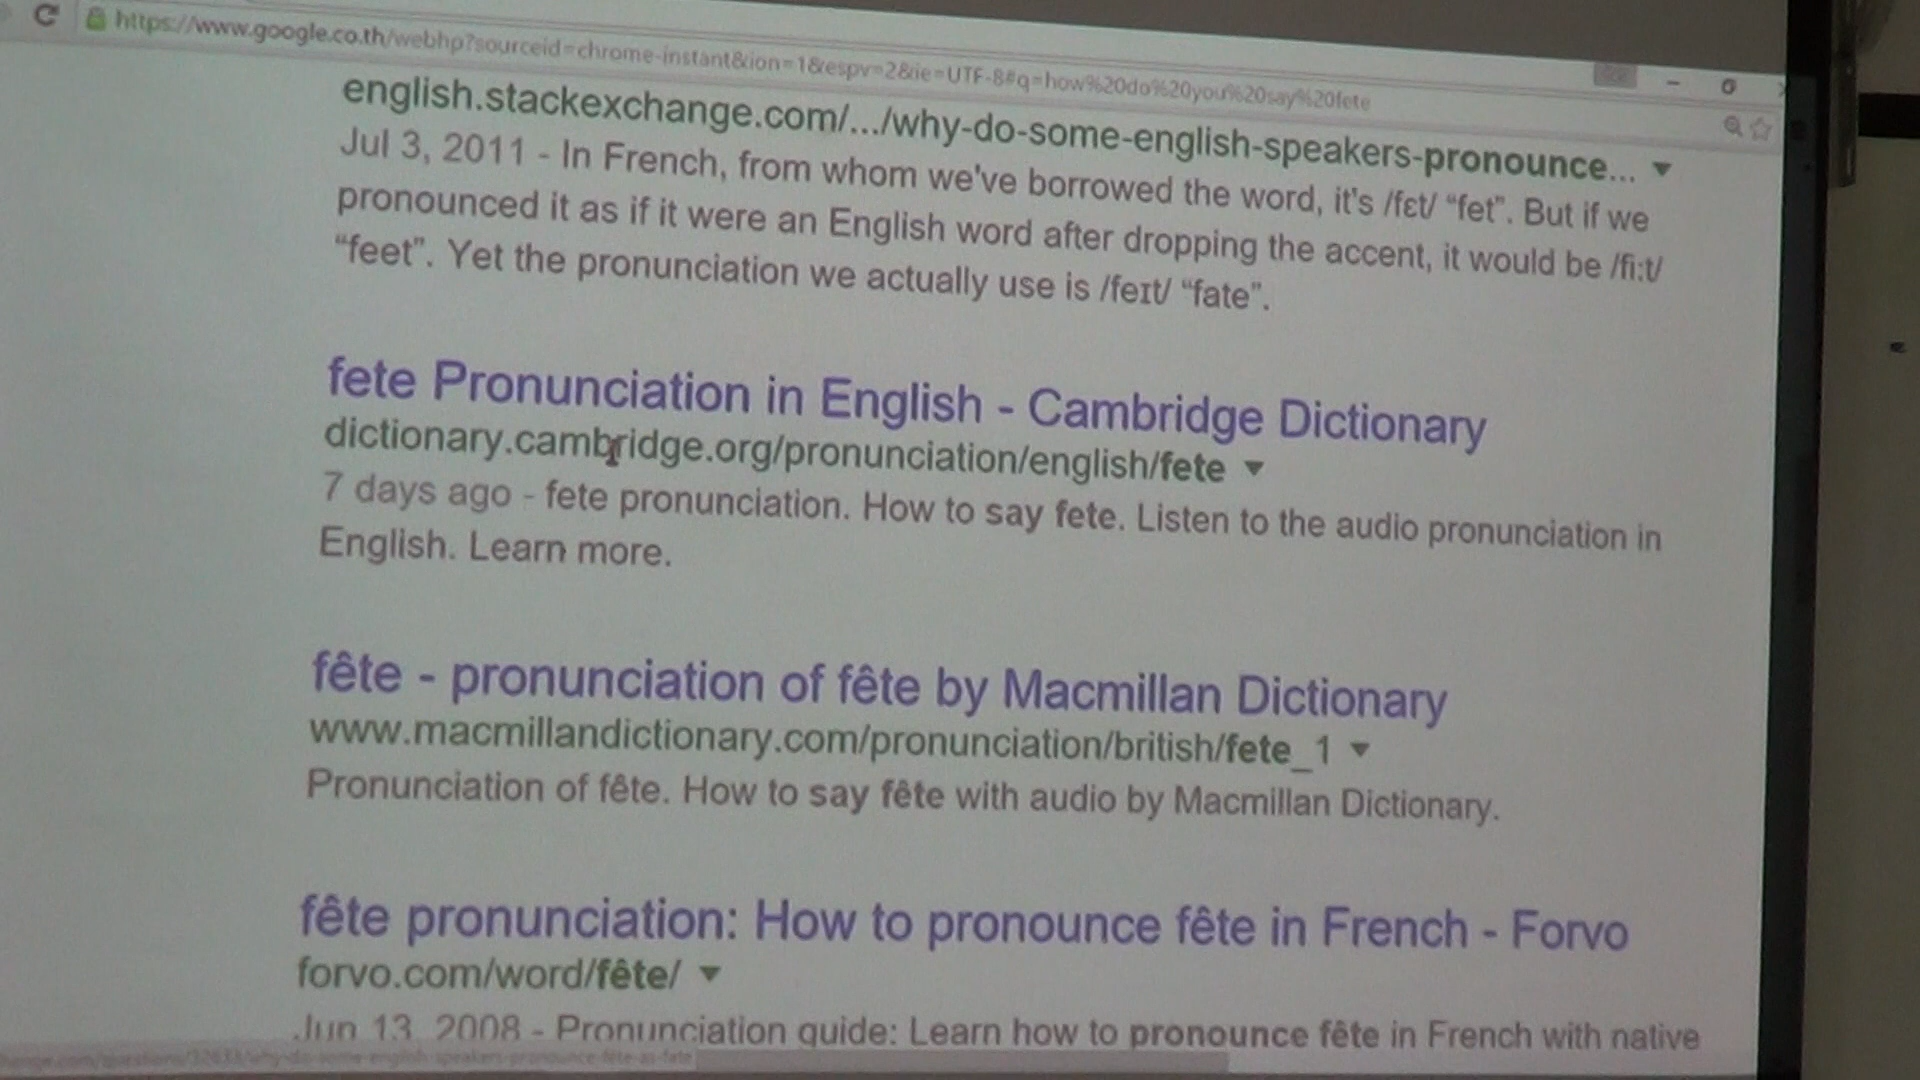 https://www.google.co.th/webhp?sourceid=chrome-instant&ion=1&espv=2&ie=UTF-8#q=how%20do%20you%20say%20fete
english.stackexchange.com/.../why-do-some-english-speakers-pronounce...
Jul 3, 2011 - In French, from whom we've borrowed the word, it's /fɛt/ “fet”. But if we
pronounced it as if it were an English word after dropping the accent, it would be /fi:t/
“feet”. Yet the pronunciation we actually use is /feɪt/ “fate”.
fete Pronunciation in English - Cambridge Dictionary
dictionary.cambridge.org/pronunciation/english/fete
7 days ago - fete pronunciation. How to say fete. Listen to the audio pronunciation in
English. Learn more.
fête - pronunciation of fête by Macmillan Dictionary
www.macmillandictionary.com/pronunciation/british/fete_1
Pronunciation of fête. How to say fête with audio by Macmillan Dictionary.
fête pronunciation: How to pronounce fête in French - Forvo
forvo.com/word/fête/
Jun 13, 2008 - Pronunciation guide: Learn how to pronounce fête in French with native